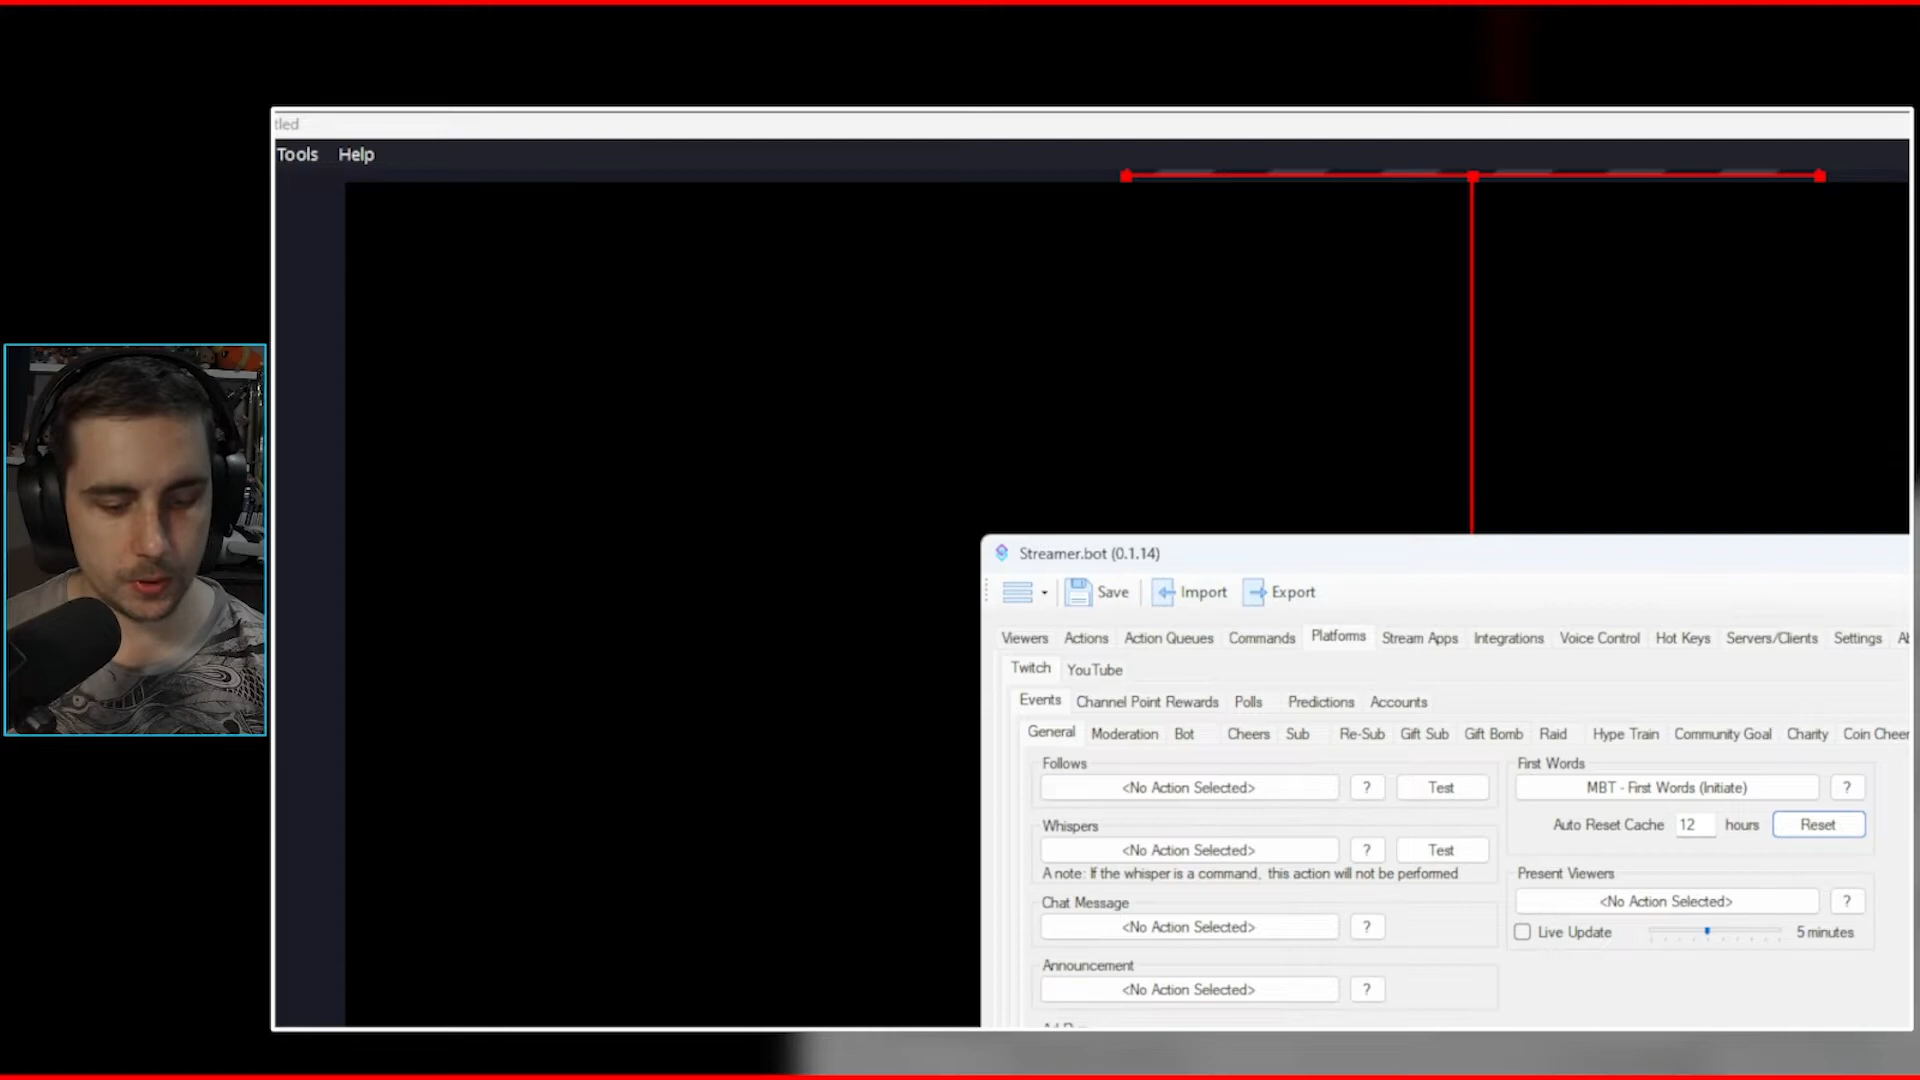 tled
Tools Help
Streamer.bot (0.1.14)
Save Import Export
Viewers Actions Action Queues Commands Platforms Stream Apps Integrations Voice Control Hot Keys Servers/Clients Settings
Twitch YouTube
Events Channel Point Rewards Polls Predictions Accounts
General Moderation Bot Cheers Sub Re-Sub Gift Sub Gift Bomb Raid Hype Train Community Goal Charity Coin Cheer
Follows
<No Action Selected> ? Test
Whispers
<No Action Selected> ? Test
A note: If the whisper is a command, this action will not be performed
Chat Message
<No Action Selected> ?
Announcement
<No Action Selected> ?
First Words
MBT - First Words (Initiate) ?
Auto Reset Cache 12 hours Reset
Present Viewers
<No Action Selected> ?
Live Update 5 minutes